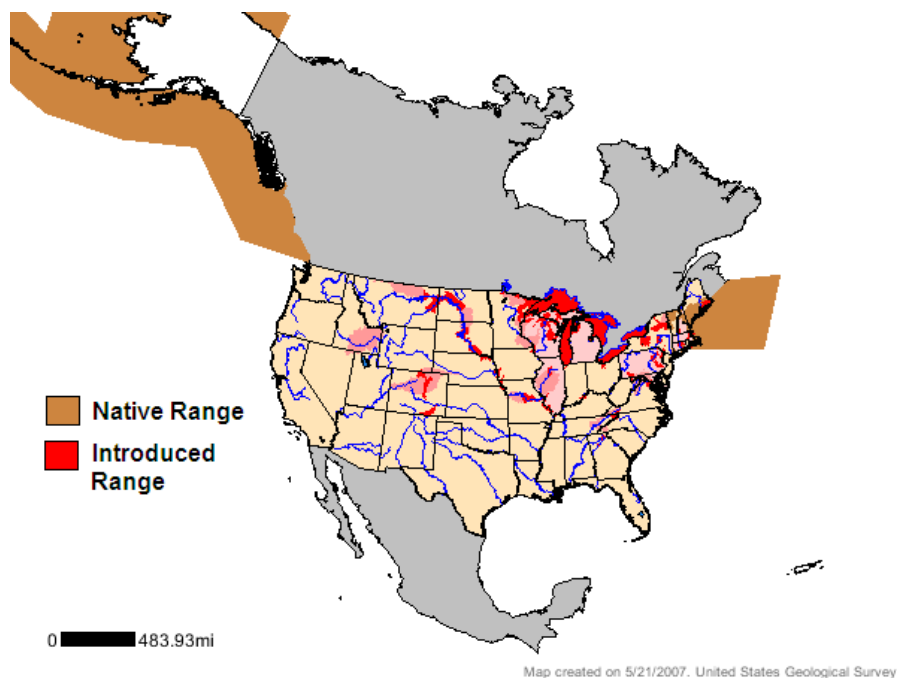 Native Range
Introduced
Range
0 483.93mi
Map created on 5/21/2007. United States Geological Survey